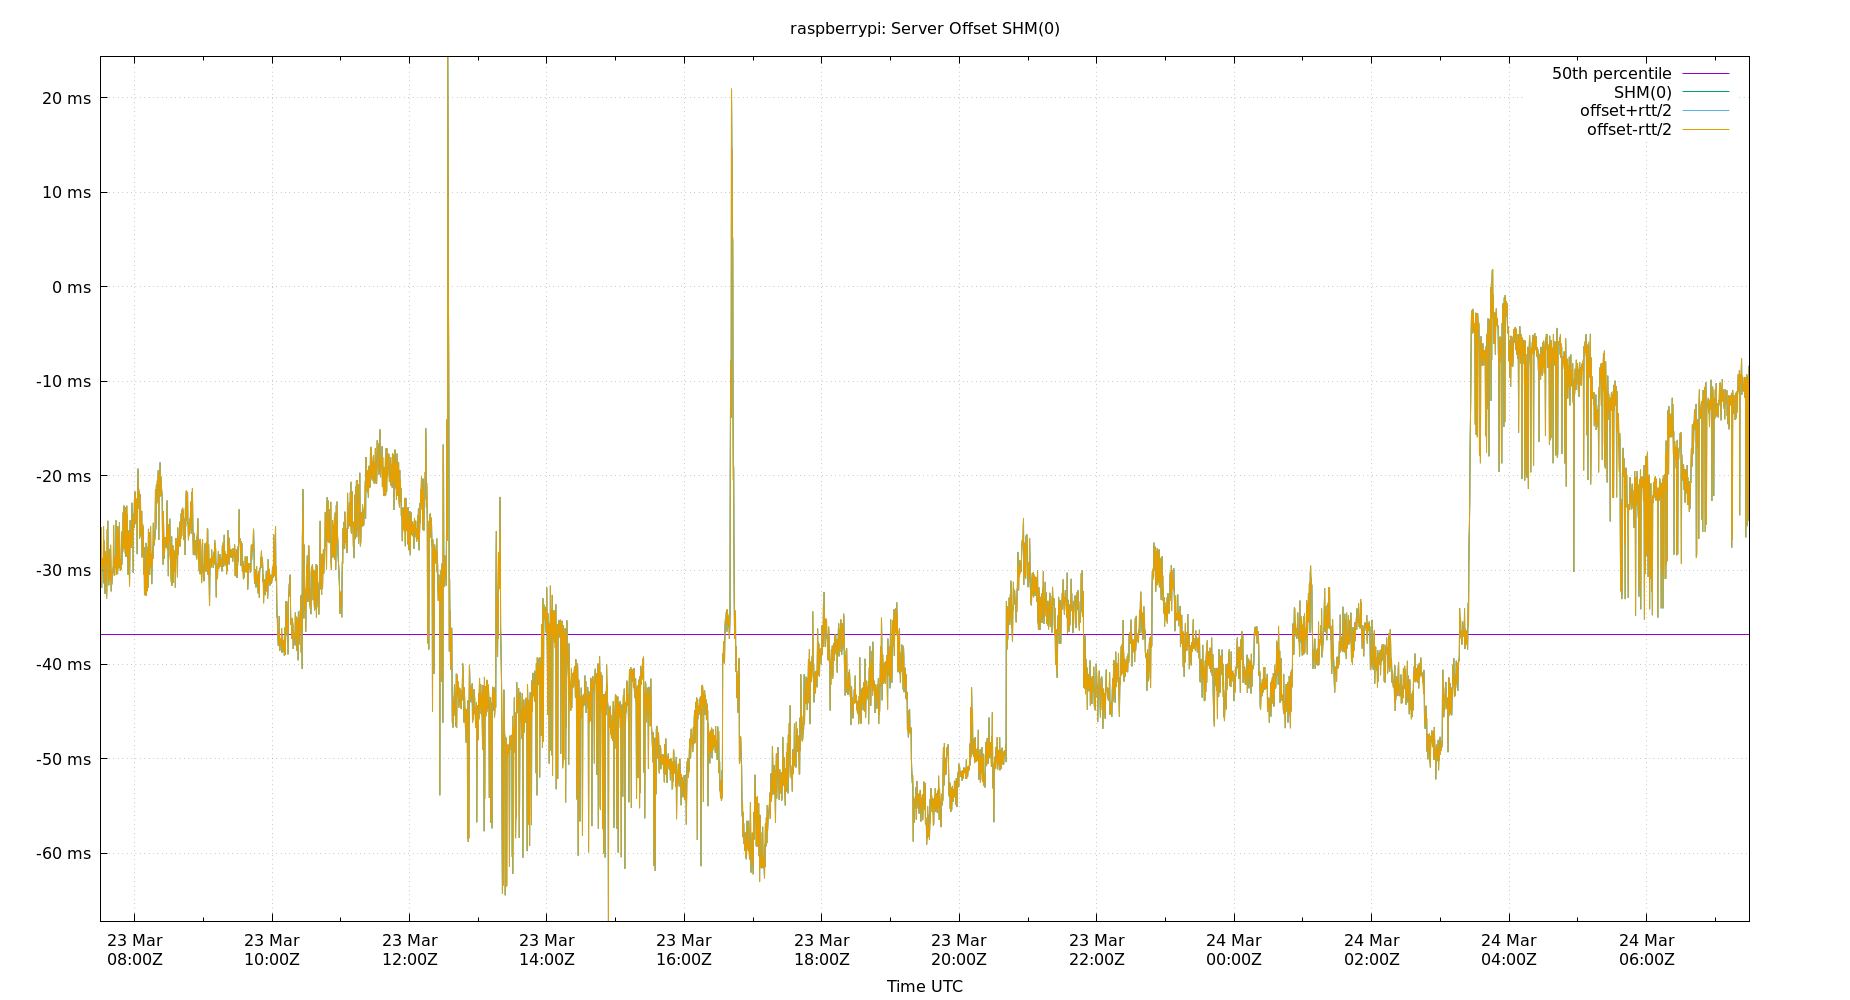 raspberrypi: Server Offset SHM(0)
50th percentile
SHM(0)
offset+rtt/2
offset-rtt/2
20 ms
10 ms
0 ms
-10 ms
-20 ms
-30 ms
-40 ms
-50 ms
-60 ms
23 Mar 23 Mar 23 Mar 23 Mar 23 Mar 23 Mar 23 Mar 23 Mar 24 Mar 24 Mar 24 Mar 24 Mar
08:00Z 10:00Z 12:00Z 14:00Z 16:00Z 18:00Z 20:00Z 22:00Z 00:00Z 02:00Z 04:00Z 06:00Z
Time UTC